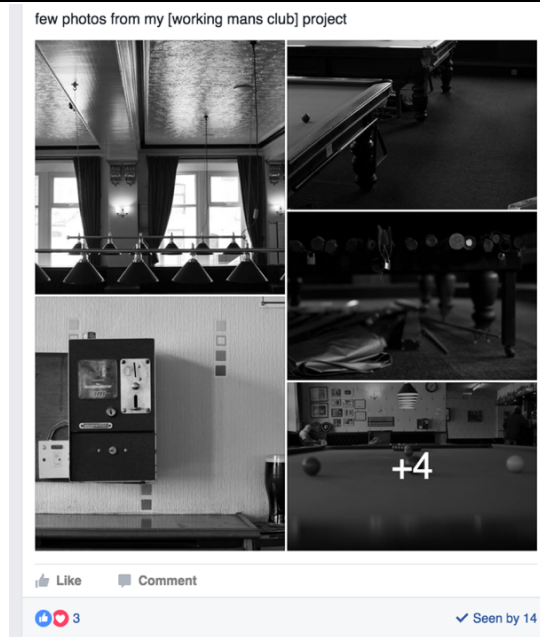 few photos from my [working mans club] project
+4
Like
Comment
3
Seen by 14